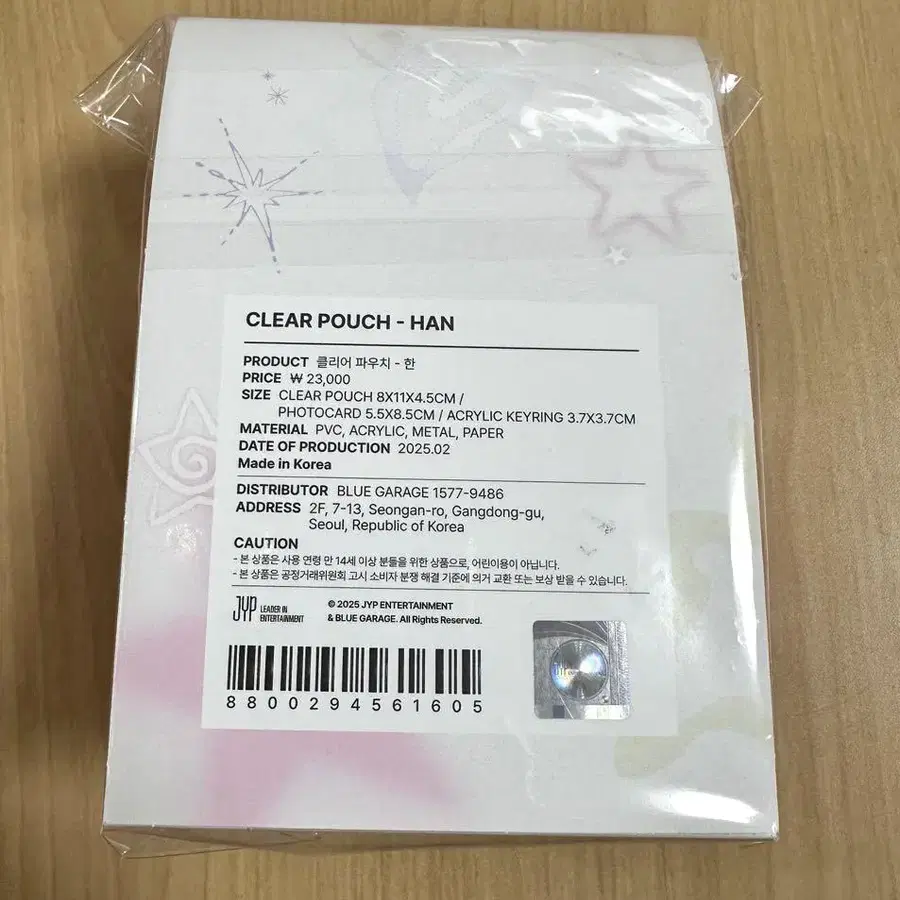 CLEAR POUCH - HAN
PRODUCT 클리어 파우치 - 한
PRICE ₩ 23,000
SIZE CLEAR POUCH 8X11X4.5CM /
PHOTOCARD 5.5X8.5CM / ACRYLIC KEYRING 3.7X3.7CM
MATERIAL PVC, ACRYLIC, METAL, PAPER
DATE OF PRODUCTION 2025.02
Made in Korea
DISTRIBUTOR BLUE GARAGE 1577-9486
ADDRESS 2F, 7-13, Seongan-ro, Gangdong-gu,
Seoul, Republic of Korea
CAUTION
- 본 상품은 사용 연령 만 14세 이상 분들을 위한 상품으로, 어린이용이 아닙니다.
- 본 상품은 공정거래위원회 고시 소비자 분쟁 해결 기준에 의거 교환 또는 보상 받을 수 있습니다.
JYP LEADER IN
ENTERTAINMENT
© 2025 JYP ENTERTAINMENT
& BLUE GARAGE. All Rights Reserved.
8800294561605